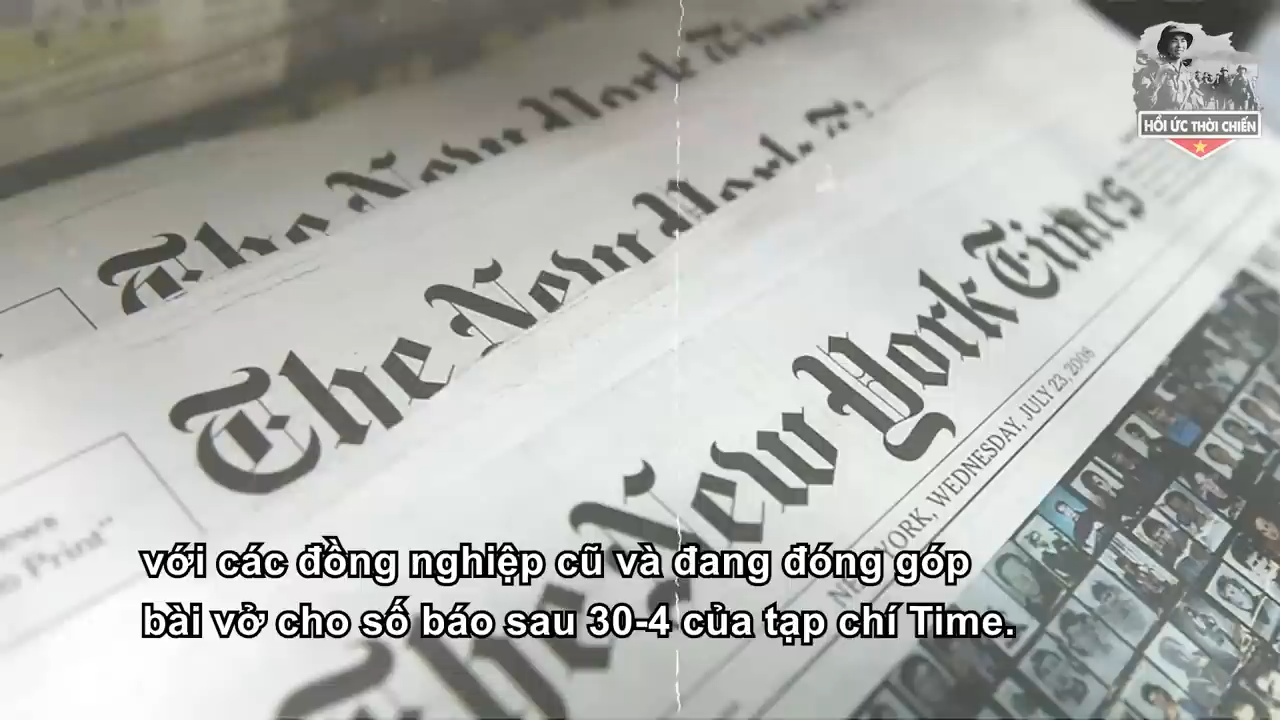 The New York Times
HỒI ỨC THỜI CHIẾN
The New York
The New York Times
NEW YORK, WEDNESDAY, JULY 23, 2008
Print"
với các đồng nghiệp cũ và đang đóng góp
bài vở cho số báo sau 30-4 của tạp chí Time.